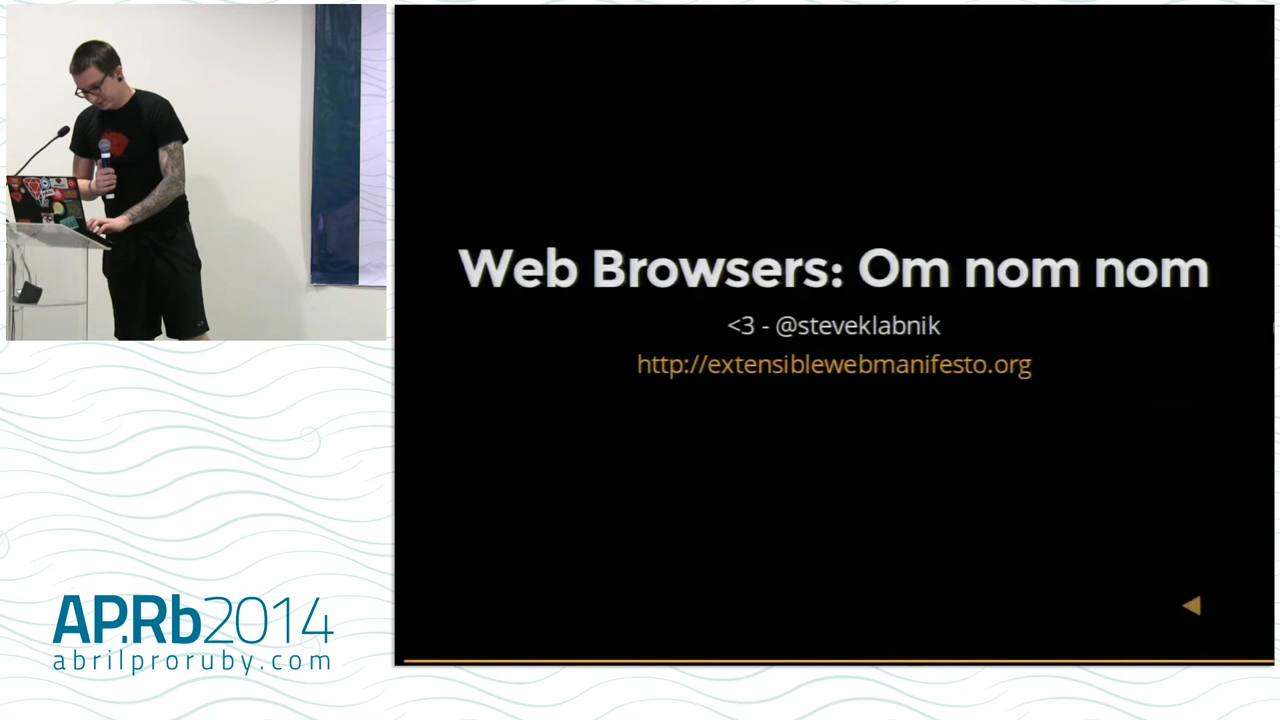 Web Browsers: Om nom nom
<3 - @steveklabnik
http://extensiblewebmanifesto.org
AP.Rb2014
abrilproruby.com